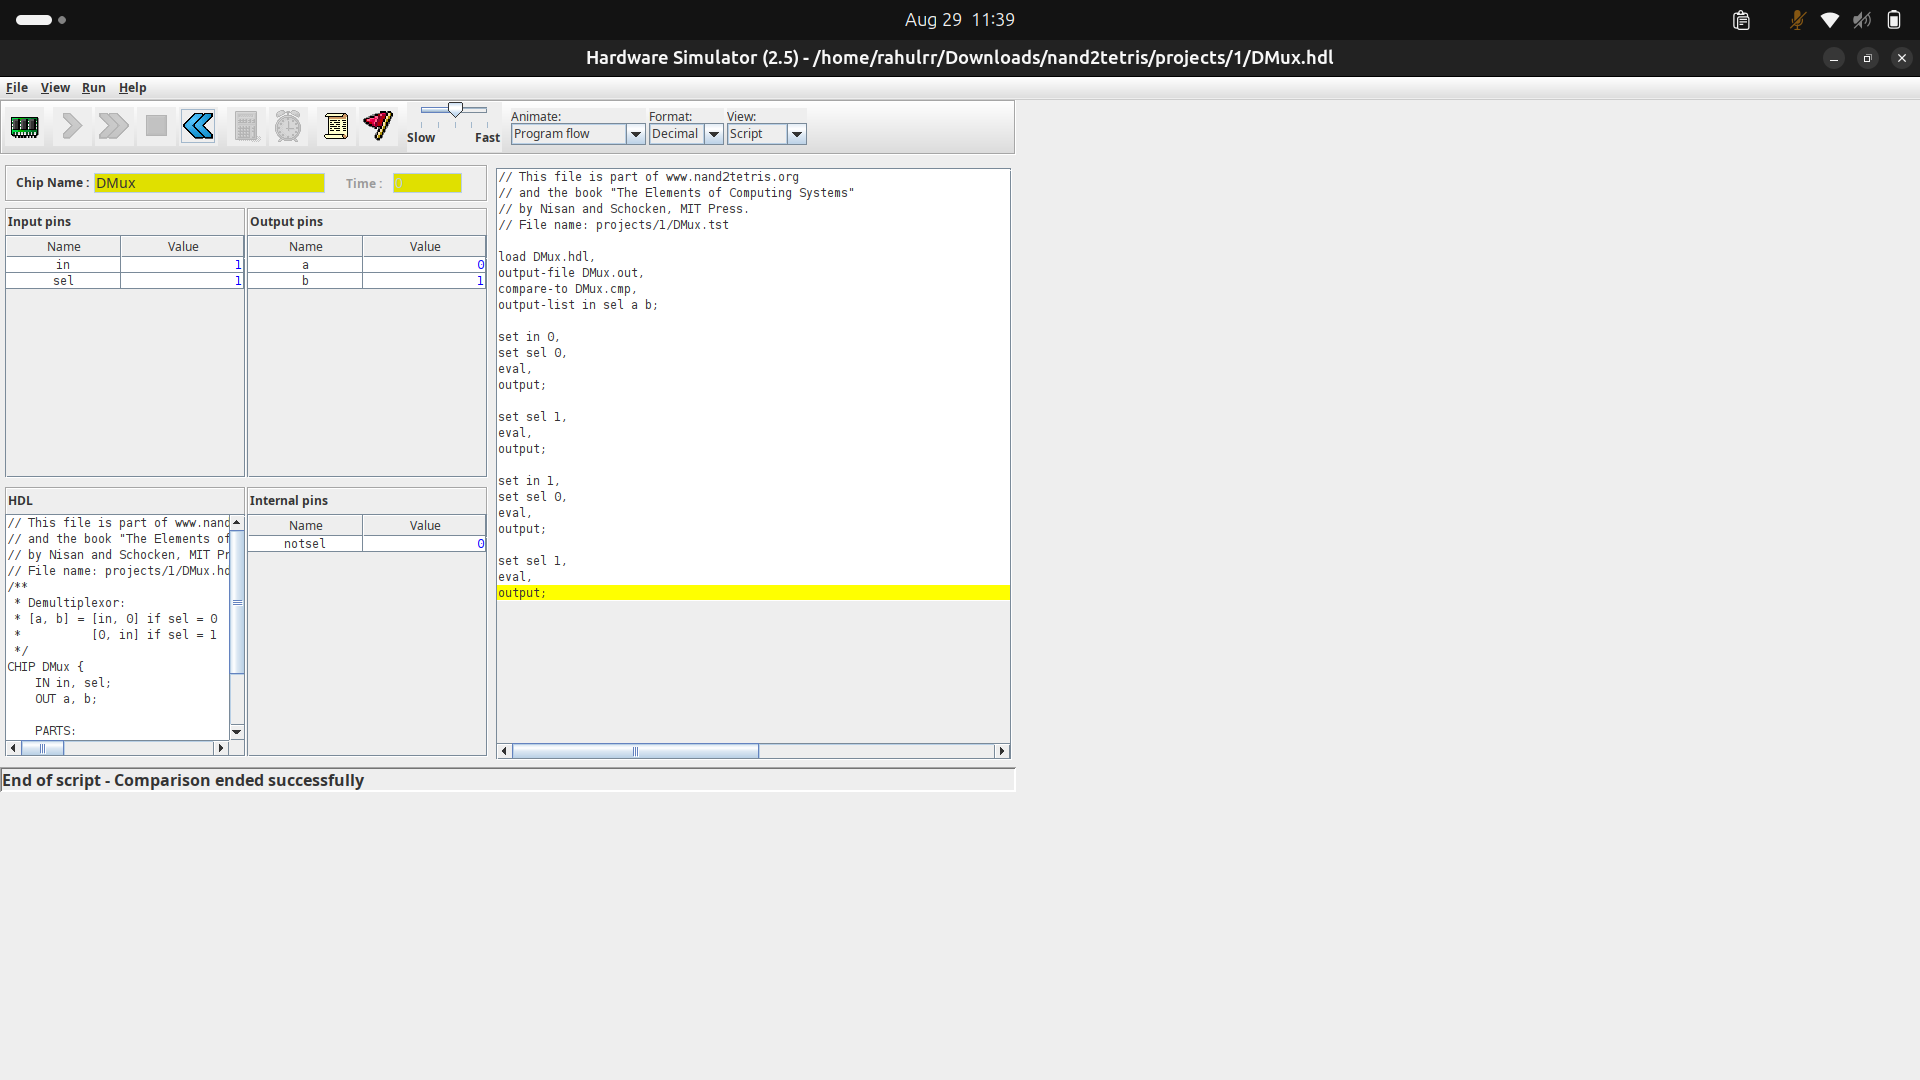 Aug 29 11:39
Hardware Simulator (2.5) - /home/rahulrr/Downloads/nand2tetris/projects/1/DMux.hdl
File View Run Help
Slow Fast
Animate: Format: View:
Program flow Decimal Script
Chip Name : DMux Time : 0
Input pins
Name Value
in 1
sel 1
Output pins
Name Value
a 0
b 1
HDL
// This file is part of www.nand
// and the book "The Elements of
// by Nisan and Schocken, MIT Pr
// File name: projects/1/DMux.hd
/**
* Demultiplexor:
* [a, b] = [in, 0] if sel = 0
* [0, in] if sel = 1
*/
CHIP DMux {
IN in, sel;
OUT a, b;
PARTS:
Internal pins
Name Value
notsel 0
// This file is part of www.nand2tetris.org
// and the book "The Elements of Computing Systems"
// by Nisan and Schocken, MIT Press.
// File name: projects/1/DMux.tst
load DMux.hdl,
output-file DMux.out,
compare-to DMux.cmp,
output-list in sel a b;
set in 0,
set sel 0,
eval,
output;
set sel 1,
eval,
output;
set in 1,
set sel 0,
eval,
output;
set sel 1,
eval,
output;
End of script - Comparison ended successfully